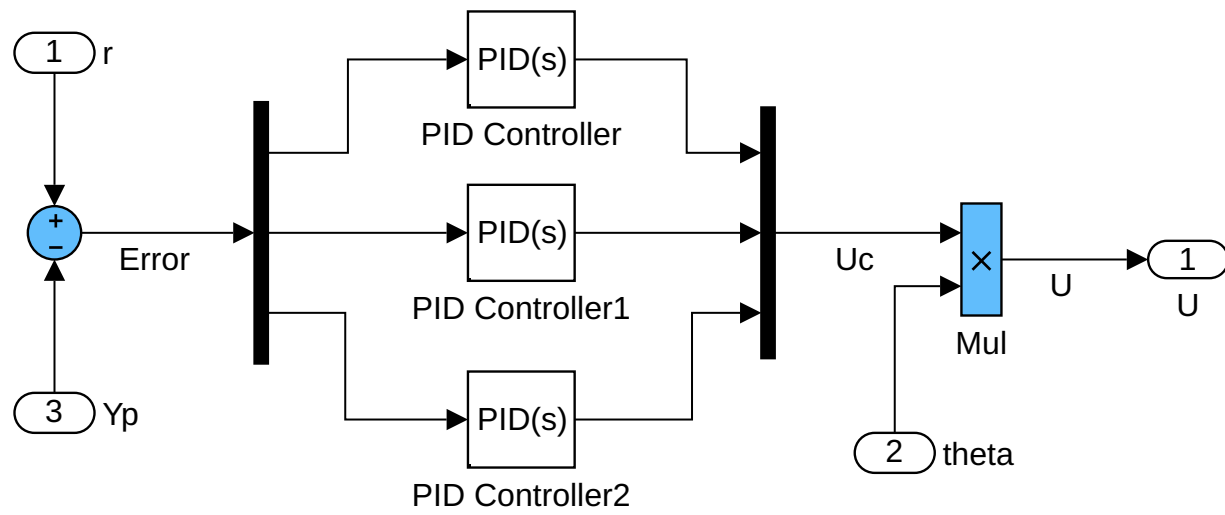 1 r
PID(s)
PID Controller
+
−
Error
PID(s)
PID Controller1
Uc
×
Mul
U
1
U
3 Yp
PID(s)
PID Controller2
2 theta